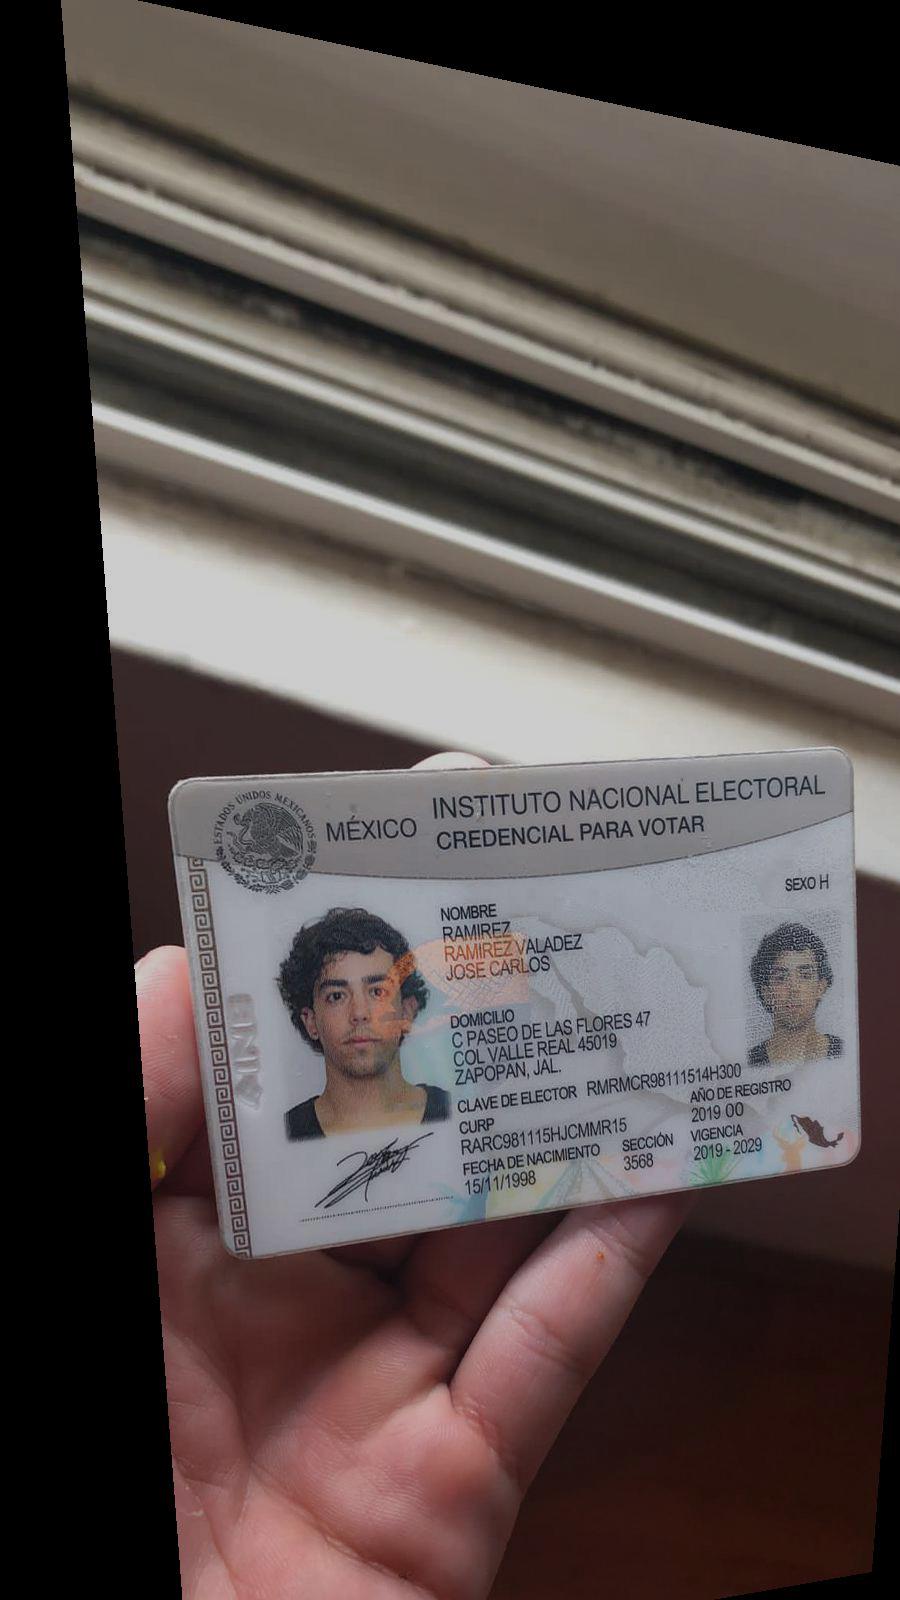 ESTADOS UNIDOS MEXICANOS
MÉXICO
INSTITUTO NACIONAL ELECTORAL
CREDENCIAL PARA VOTAR
SEXO H
NOMBRE
RAMIREZ
RAMIREZ VALADEZ
JOSE CARLOS
DOMICILIO
C PASEO DE LAS FLORES 47
COL VALLE REAL 45019
ZAPOPAN, JAL.
CLAVE DE ELECTOR RMRMCR98111514H300
CURP
RARC981115HJCMMR15
AÑO DE REGISTRO
2019 00
FECHA DE NACIMIENTO
15/11/1998
SECCIÓN
3568
VIGENCIA
2019 - 2029